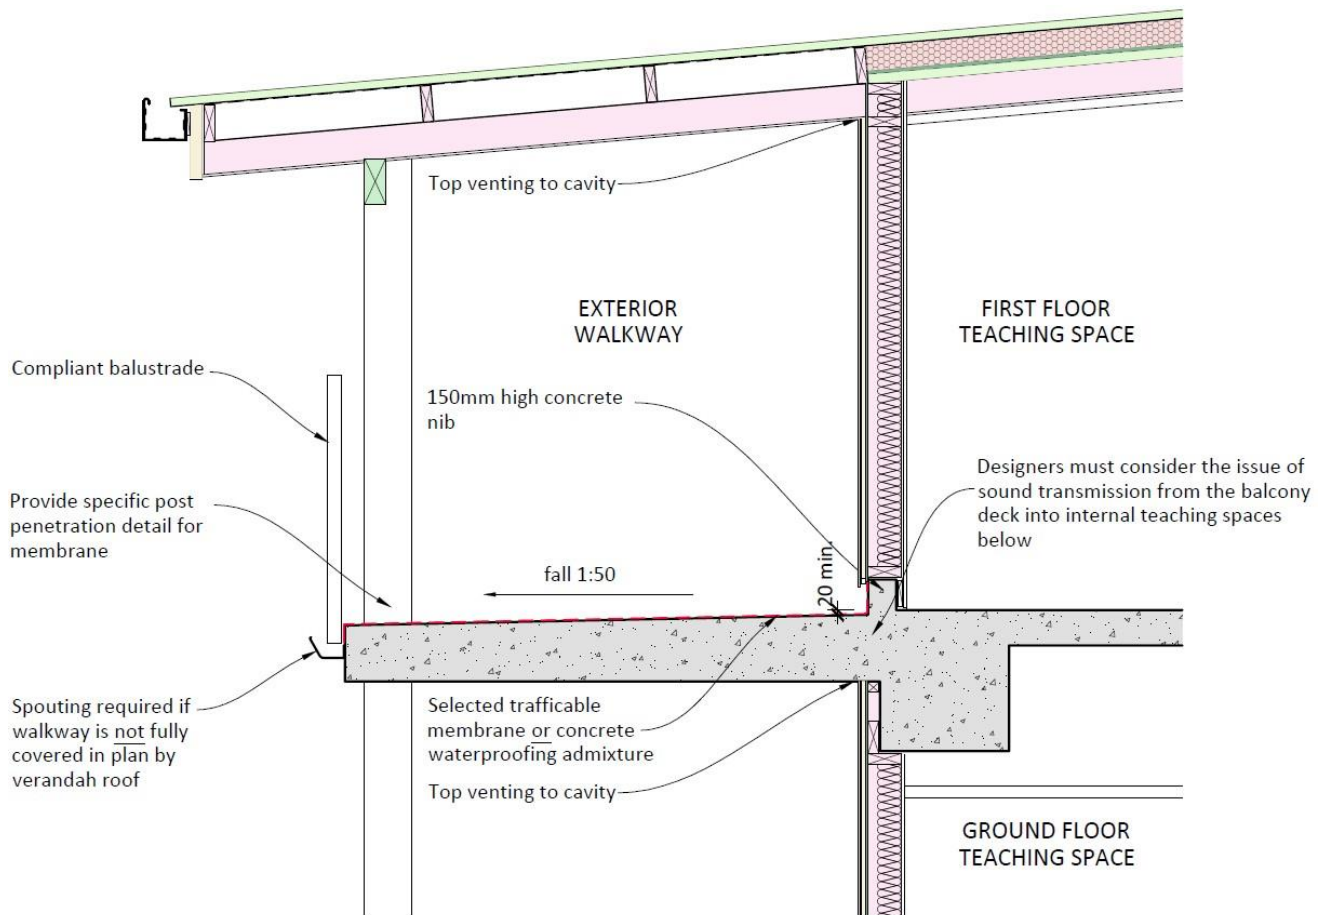 Top venting to cavity
EXTERIOR
WALKWAY
FIRST FLOOR
TEACHING SPACE
Compliant balustrade
150mm high concrete
nib
Designers must consider the issue of
sound transmission from the balcony
deck into internal teaching spaces
below
Provide specific post
penetration detail for
membrane
fall 1:50
20 min.
Spouting required if
walkway is not fully
covered in plan by
verandah roof
Selected trafficable
membrane or concrete
waterproofing admixture
Top venting to cavity
GROUND FLOOR
TEACHING SPACE